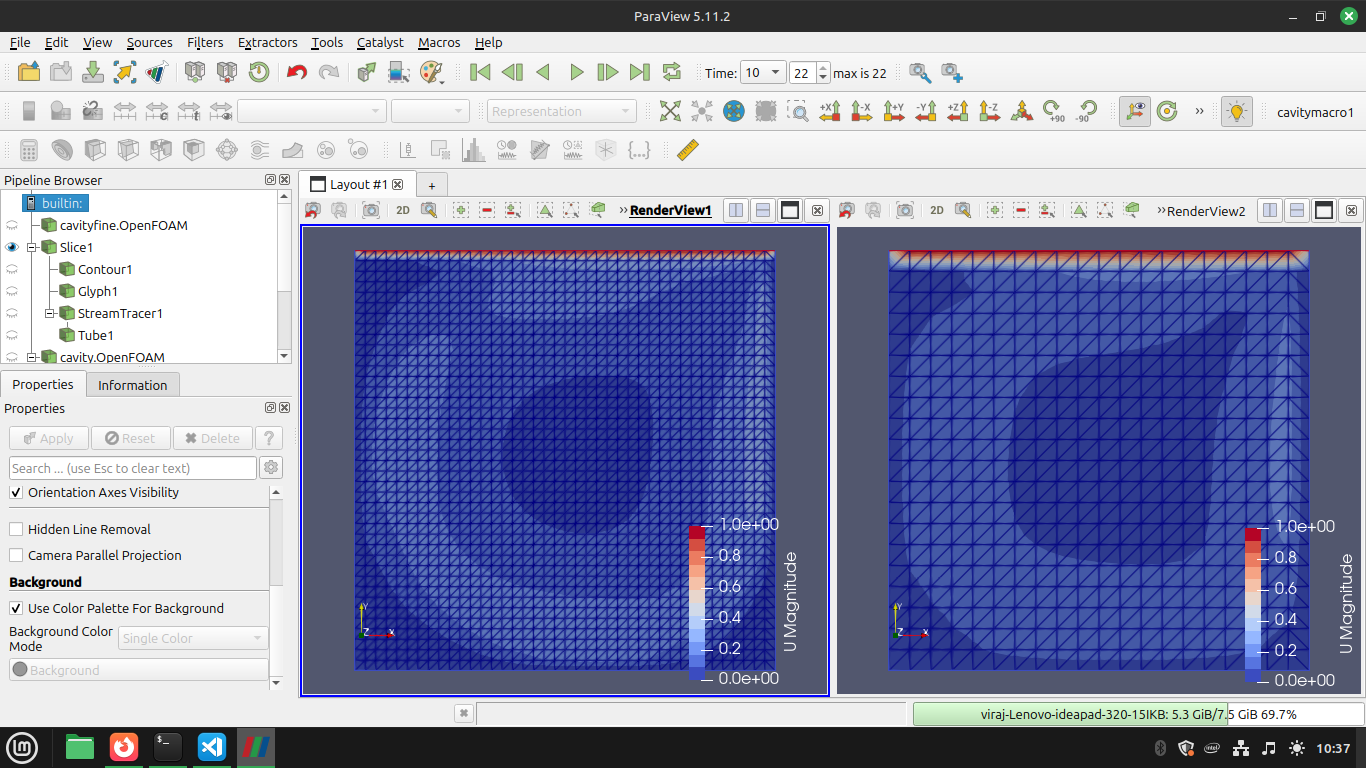 ParaView 5.11.2
File Edit View Sources Filters Extractors Tools Catalyst Macros Help
Time: 10 22 max is 22
Representation +X -X +Y -Y +Z -Z +90 -90 » cavitymacro1
Pipeline Browser
builtin:
cavityfine.OpenFOAM
Slice1
Contour1
Glyph1
StreamTracer1
Tube1
cavity.OpenFOAM
Properties Information
Properties
Apply Reset Delete ?
Search ... (use Esc to clear text)
Orientation Axes Visibility
Hidden Line Removal
Camera Parallel Projection
Background
Use Color Palette For Background
Background Color Mode Single Color
Background
Layout #1 +
2D » RenderView1
2D » RenderView2
1.0e+00
0.8
0.6
0.4
0.2
0.0e+00
U Magnitude
Y
Z X
1.0e+00
0.8
0.6
0.4
0.2
0.0e+00
U Magnitude
Y
Z X
viraj-Lenovo-ideapad-320-15IKB: 5.3 GiB/7.5 GiB 69.7%
10:37